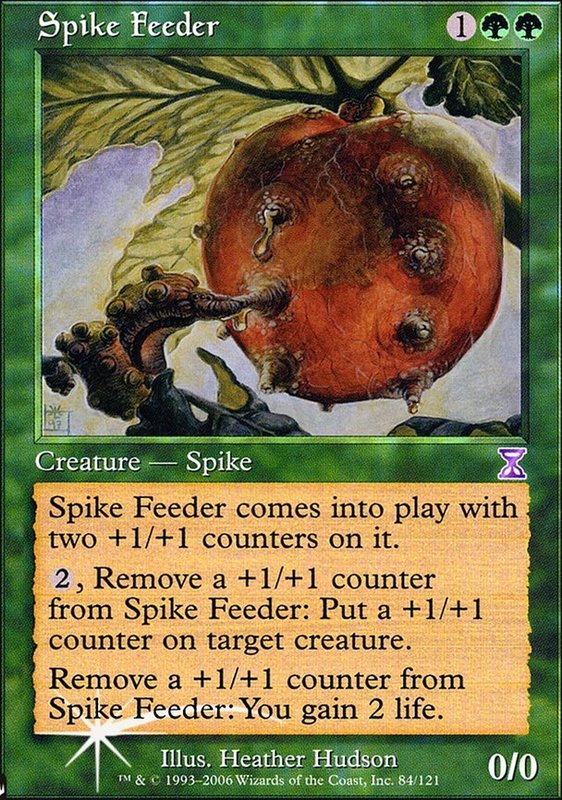 Spike Feeder 1
Creature — Spike
Spike Feeder comes into play with
two +1/+1 counters on it.
2, Remove a +1/+1 counter
from Spike Feeder: Put a +1/+1
counter on target creature.
Remove a +1/+1 counter from
Spike Feeder: You gain 2 life.
Illus. Heather Hudson
™ & © 1993–2006 Wizards of the Coast, Inc. 84/121
0/0